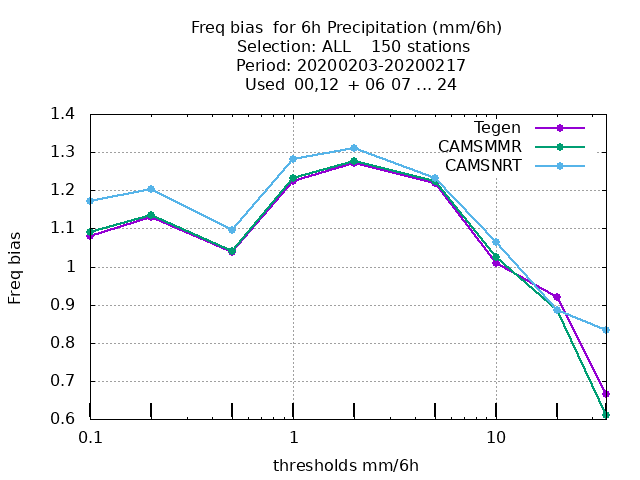 Freq bias  for 6h Precipitation (mm/6h)
Selection: ALL    150 stations
Period: 20200203-20200217
Used  00,12  + 06 07 ... 24
Tegen
CAMSMMR
CAMSNRT
1.4
1.3
1.2
1.1
1
0.9
0.8
0.7
0.6
Freq bias
0.1
1
10
thresholds mm/6h